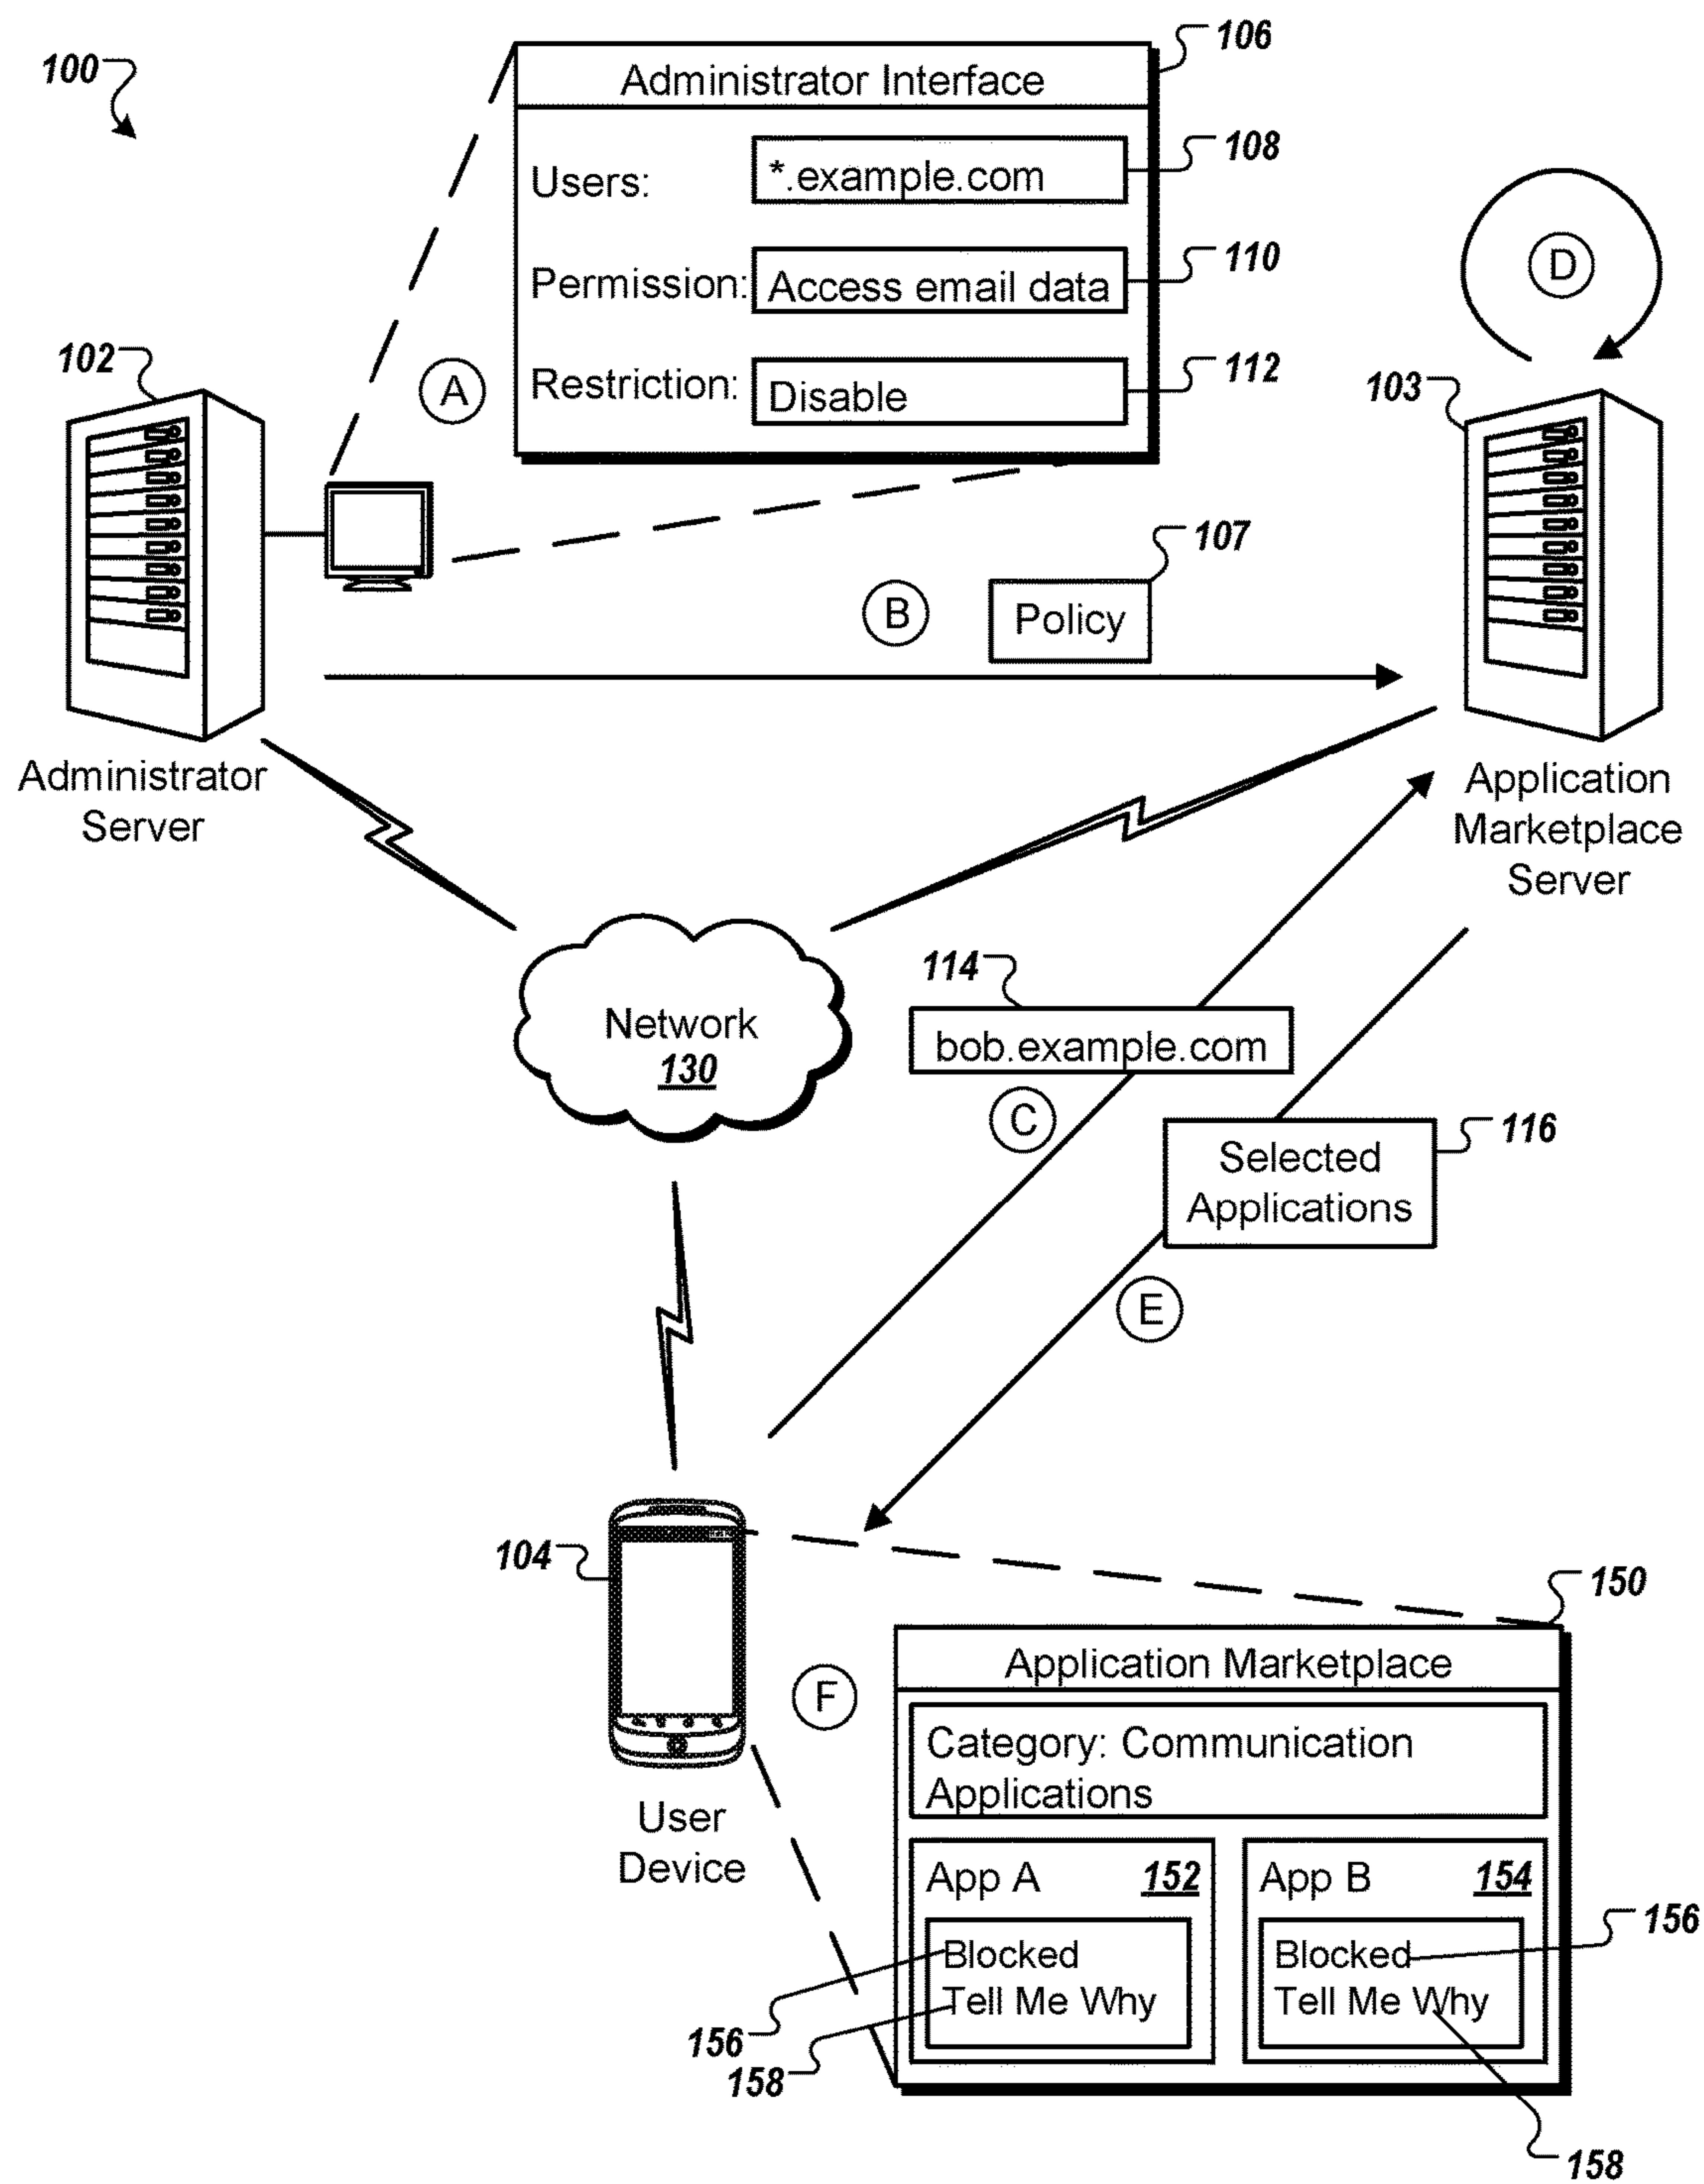 100
106
Administrator Interface
Users:
*.example.com
108
Permission:
Access email data
110
Restriction:
Disable
112
A
D
102
103
107
B
Policy
Administrator
Server
Application
Marketplace
Server
Network
130
114
bob.example.com
C
116
Selected
Applications
E
104
User
Device
F
150
Application Marketplace
Category: Communication
Applications
App A
152
Blocked
Tell Me Why
App B
154
Blocked
Tell Me Why
156
156
158
158